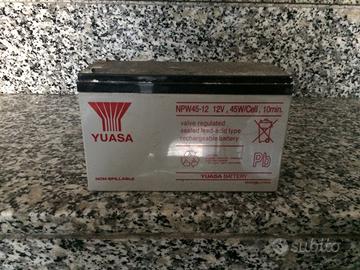 NPW45-12 12V , 45W/Cell , 10min.
valve regulated
sealed lead-acid type
rechargeable battery
YUASA
Pb
YUASA BATTERY
NON-SPILLABLE
subito